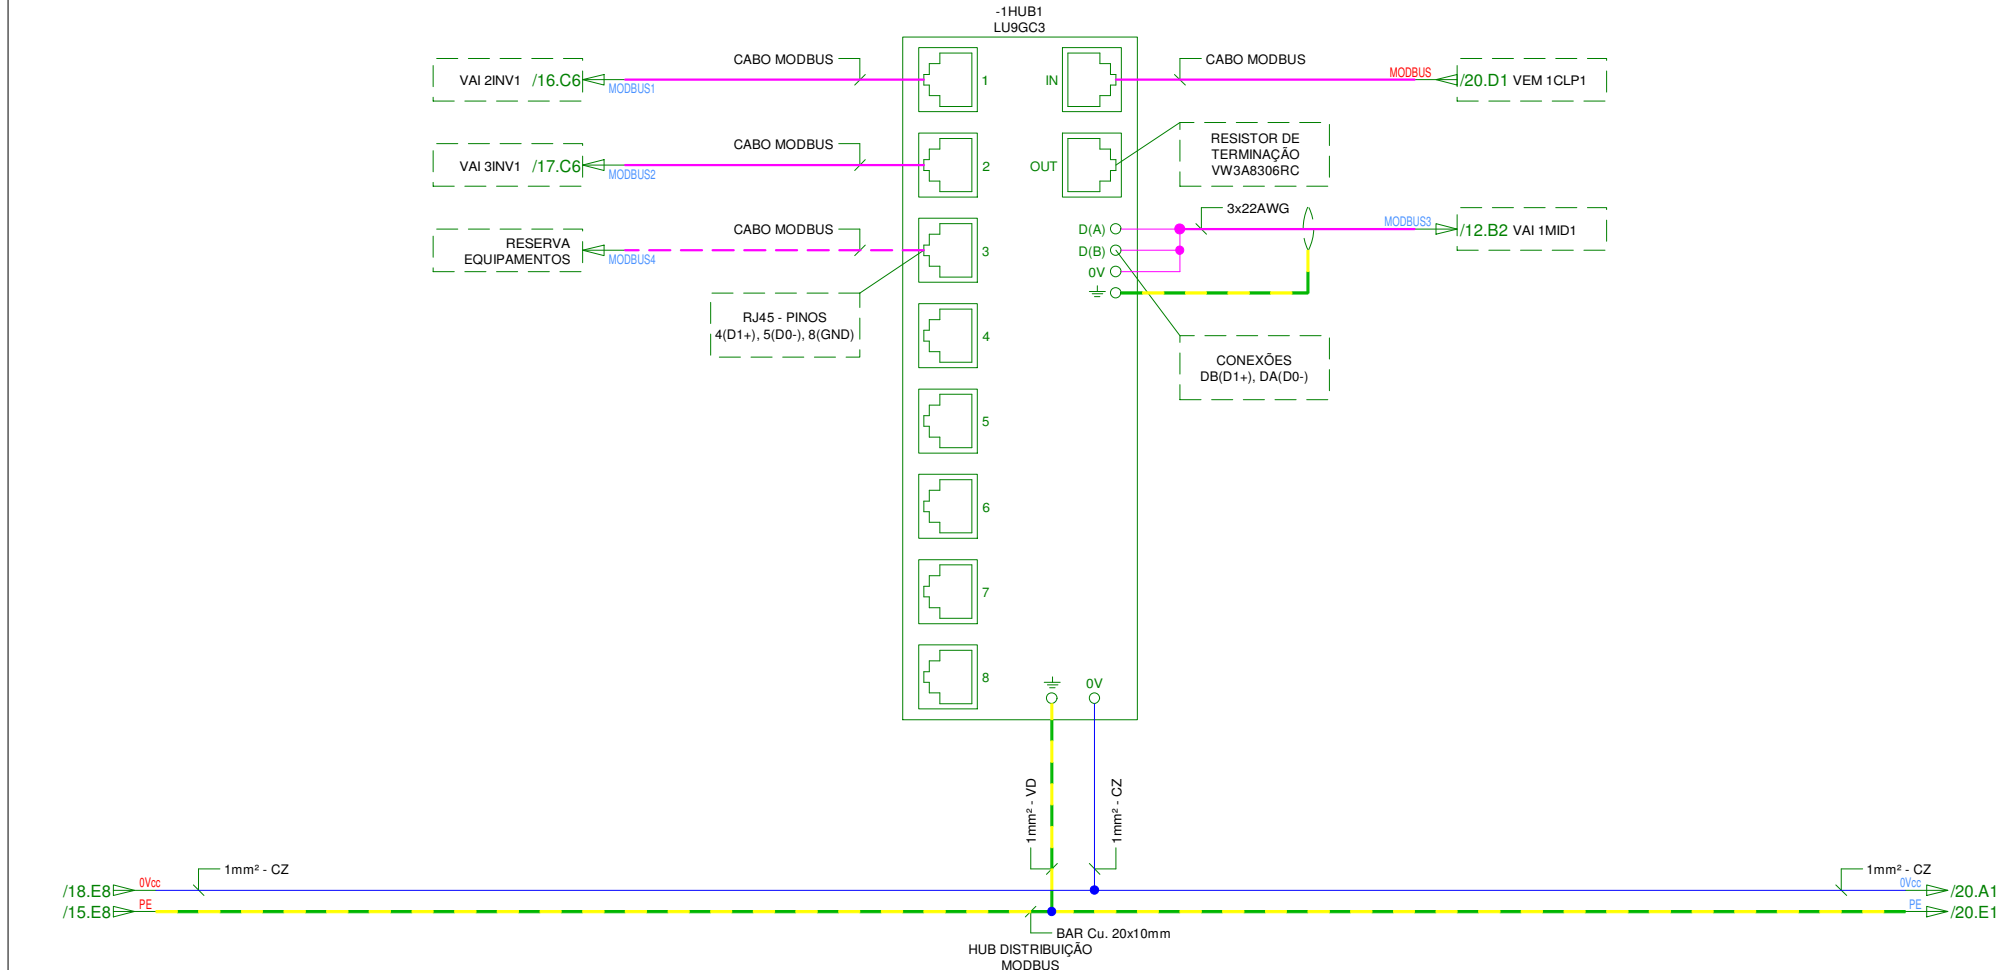 -1HUB1
LU9GC3
VAI 2INV1 /16.C6
MODBUS1
CABO MODBUS
1
IN
CABO MODBUS
MODBUS
/20.D1 VEM 1CLP1
VAI 3INV1 /17.C6
MODBUS2
CABO MODBUS
2
OUT
RESISTOR DE
TERMINAÇÃO
VW3A8306RC
RESERVA
EQUIPAMENTOS
MODBUS4
CABO MODBUS
3
D(A)
D(B)
0V
3x22AWG
MODBUS3
/12.B2 VAI 1MID1
RJ45 - PINOS
4(D1+), 5(D0-), 8(GND)
4
CONEXÕES
DB(D1+), DA(D0-)
5
6
7
8
0V
1mm² - VD
1mm² - CZ
/18.E8
0Vcc
1mm² - CZ
1mm² - CZ
0Vcc
/20.A1
/15.E8
PE
PE
/20.E1
BAR Cu. 20x10mm
HUB DISTRIBUIÇÃO
MODBUS